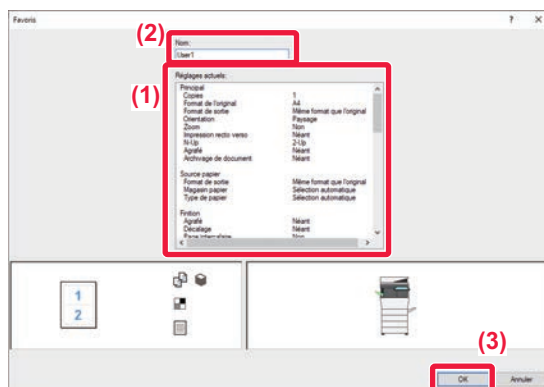 Favoris ? X
(2)
Nom:
User1
(1)
Réglages actuels:
Principal
Copies 1
Format de l'original A4
Format de sortie Même format que l'original
Orientation Paysage
Zoom Non
Impression recto verso Néant
N-Up 2-Up
Agrafé Néant
Archivage de document Néant
Source papier
Format de sortie Même format que l'original
Magasin papier Sélection automatique
Type de papier Sélection automatique
Finition
Agrafé Néant
Décalage Néant
Page intercalaire Non
1
2
(3)
OK Annuler